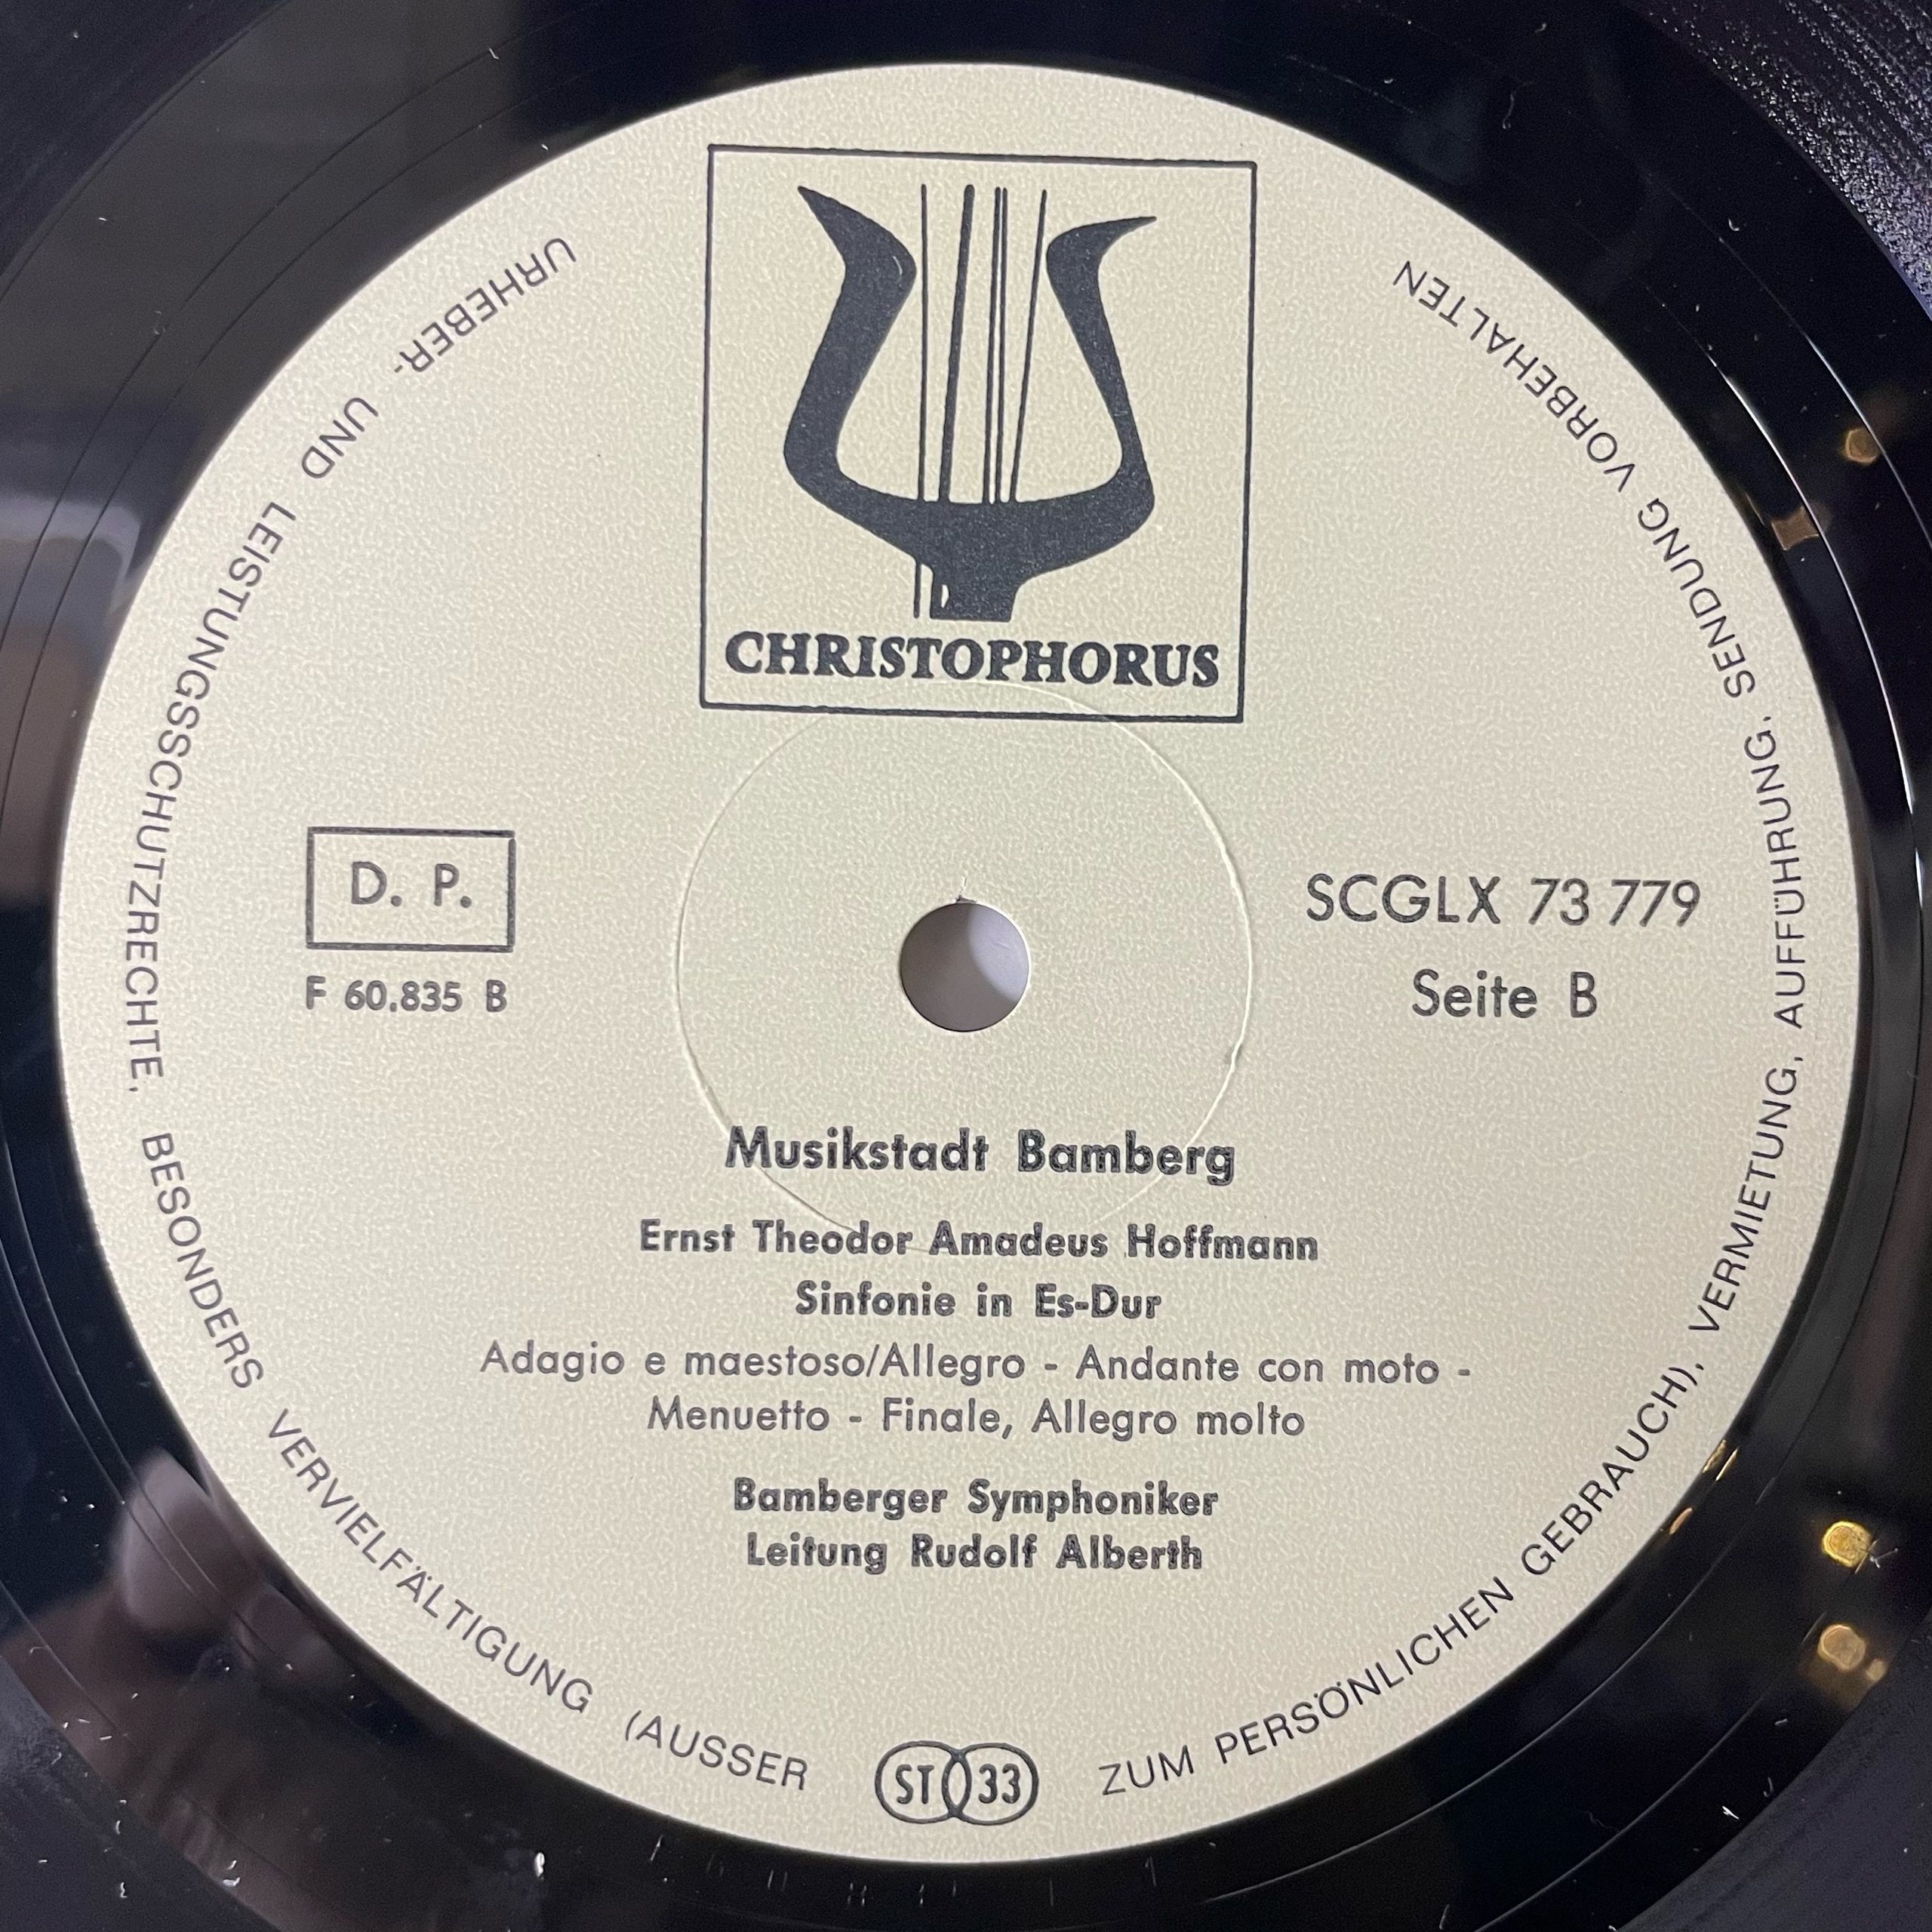 CHRISTOPHORUS
D. P.
F 60.835 B
SCGLX 73 779
Seite B
Musikstadt Bamberg
Ernst Theodor Amadeus Hoffmann
Sinfonie in Es-Dur
Adagio e maestoso/Allegro - Andante con moto -
Menuetto - Finale, Allegro molto
Bamberger Symphoniker
Leitung Rudolf Alberth
ST 33
URHEBER- UND LEISTUNGSSCHUTZRECHTE, BESONDERS VERVIELFÄLTIGUNG (AUSSER ZUM PERSÖNLICHEN GEBRAUCH), VERMIETUNG, AUFFÜHRUNG, SENDUNG VORBEHALTEN